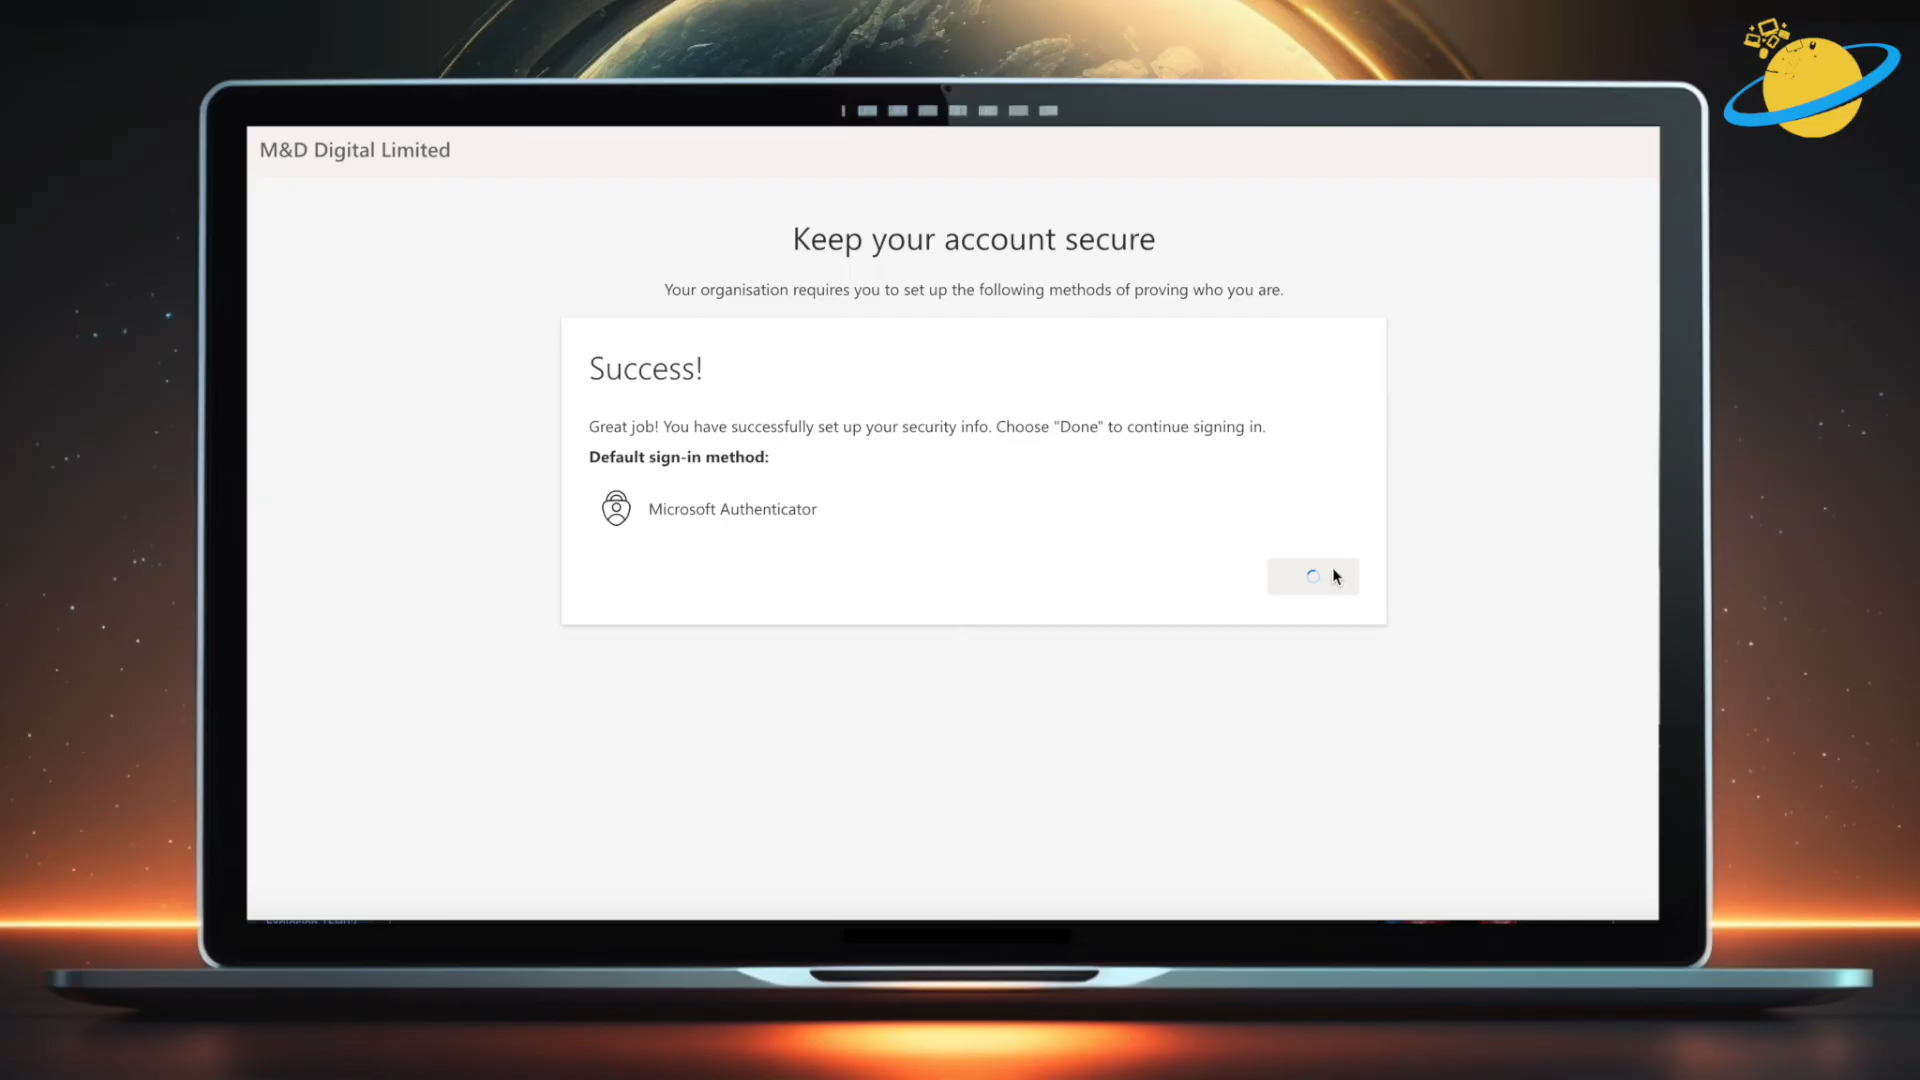 M&D Digital Limited
Keep your account secure
Your organisation requires you to set up the following methods of proving who you are.
Success!
Great job! You have successfully set up your security info. Choose "Done" to continue signing in.
Default sign-in method:
Microsoft Authenticator